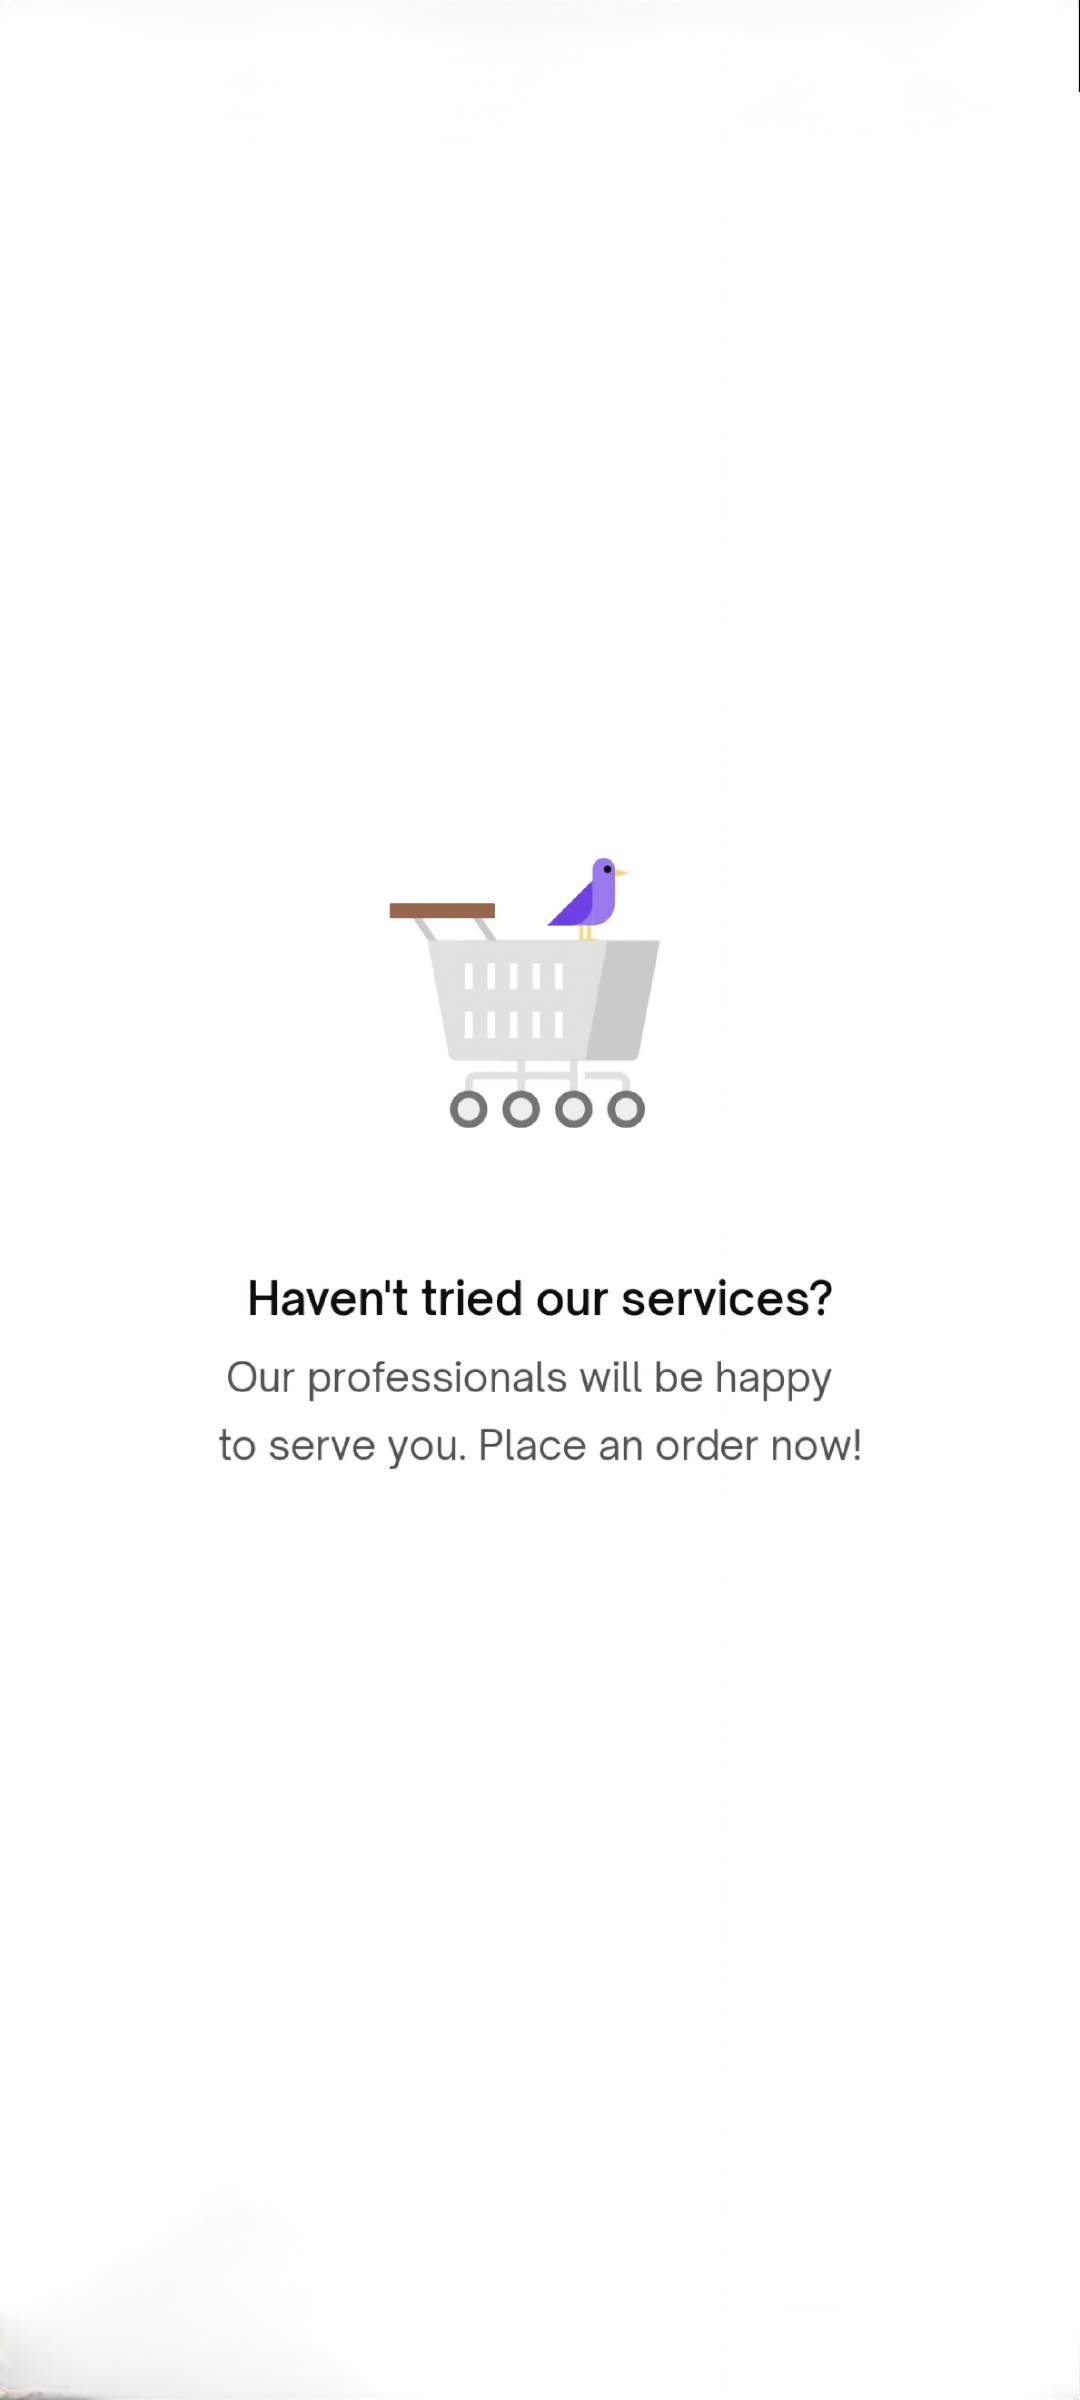 Haven't tried our services?
Our professionals will be happy
to serve you. Place an order now!